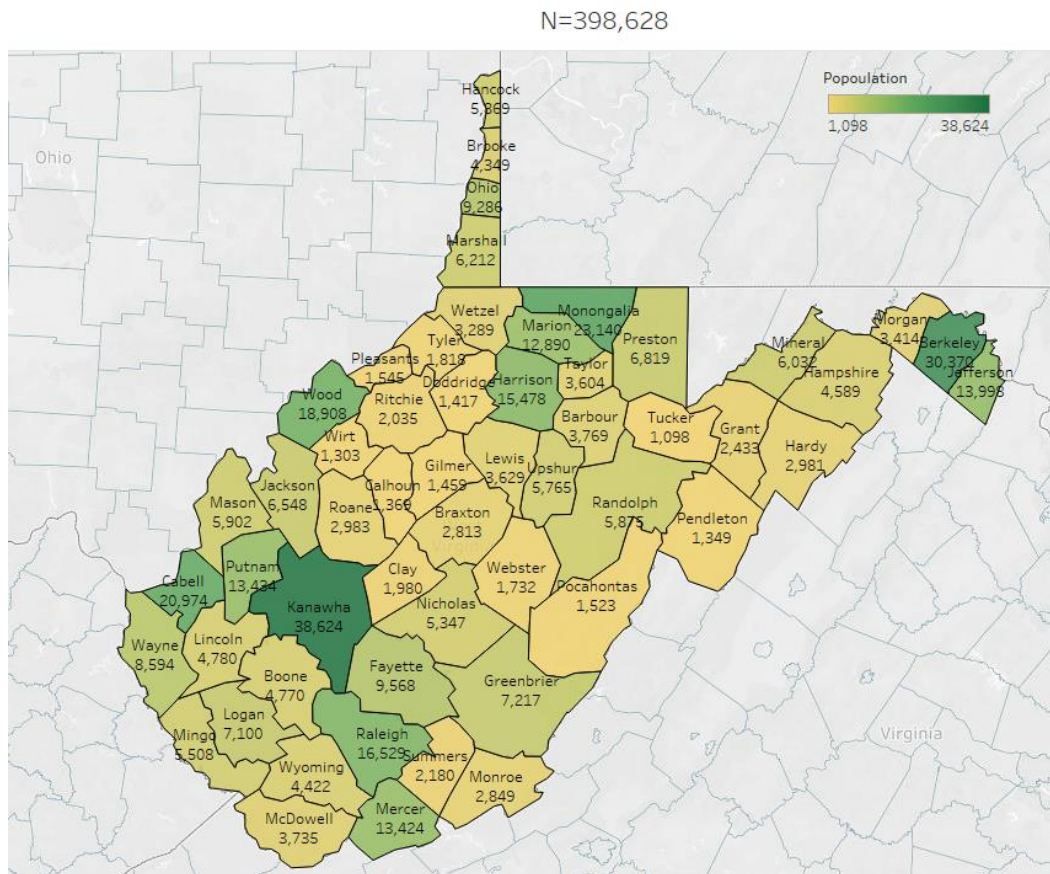 N=398,628
Popoulation
1,098 38,624
Ohio
Hancock
5,869
Brooke
4,349
Ohio
9,286
Marshall
6,212
Wetzel
3,289
Monongalia
23,140
Marion
12,890
Preston
6,819
Tyler
1,818
Pleasants
1,545
Doddridge
1,417
Harrison
15,478
Taylor
3,604
Mineral
6,032
Hampshire
4,589
Morgan
3,414
Berkeley
30,370
Jefferson
13,998
Wood
18,908
Ritchie
2,035
Wirt
1,303
Barbour
3,769
Tucker
1,098
Grant
2,433
Hardy
2,981
Jackson
6,548
Roane
2,983
Calhoun
1,369
Gilmer
1,459
Lewis
3,629
Upshur
5,765
Randolph
5,875
Pendleton
1,349
Mason
5,902
Braxton
2,813
Putnam
13,434
Cabell
20,974
Kanawha
38,624
Clay
1,980
Webster
1,732
Pocahontas
1,523
Nicholas
5,347
Wayne
8,594
Lincoln
4,780
Boone
4,770
Fayette
9,568
Greenbrier
7,217
Logan
7,100
Mingo
5,508
Raleigh
16,529
Summers
2,180
Monroe
2,849
Wyoming
4,422
McDowell
3,735
Mercer
13,424
Virginia